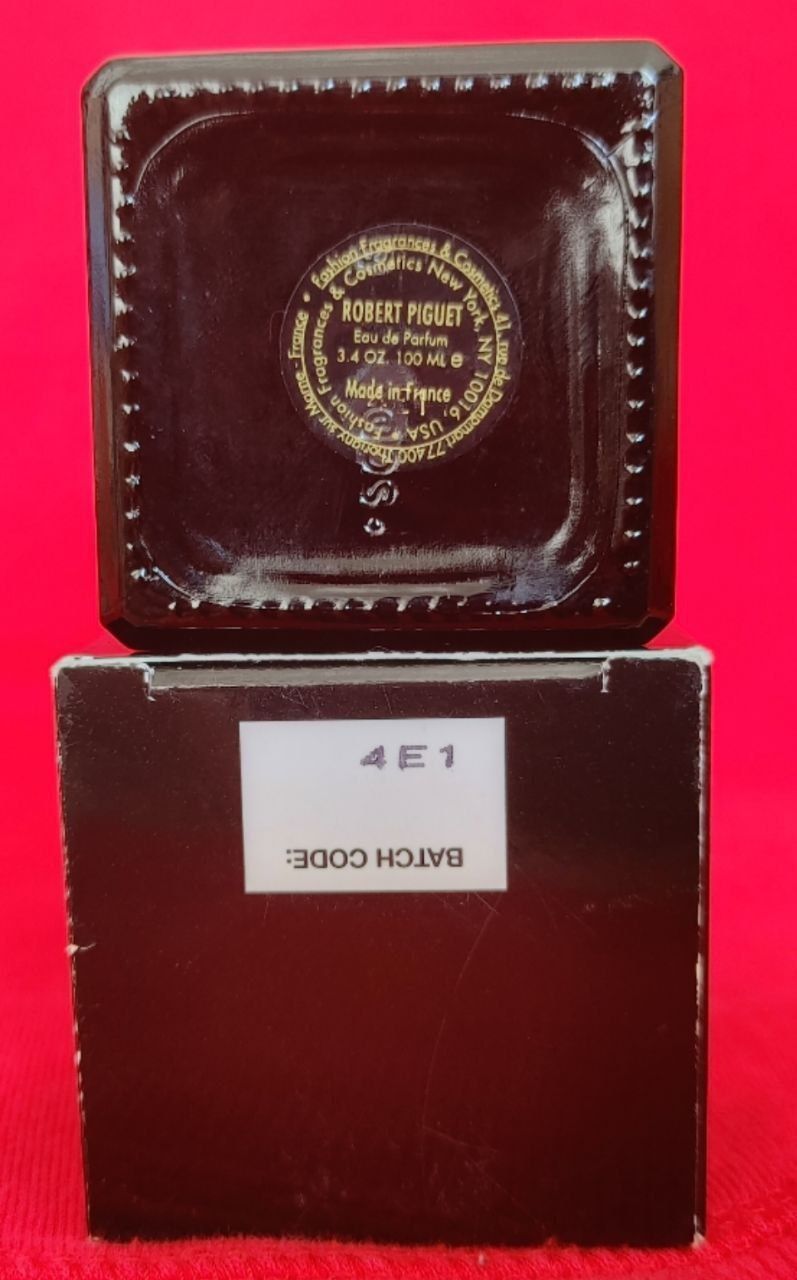 Fashion Fragrances & Cosmetics 41, rue de Dampmart 77400 Thorigny sur Marne - France •
Fashion Fragrances & Cosmetics New York, NY 10016, USA •
ROBERT PIGUET
Eau de Parfum
3.4 OZ. 100 ML e
Made in France
4E1
BATCH CODE: